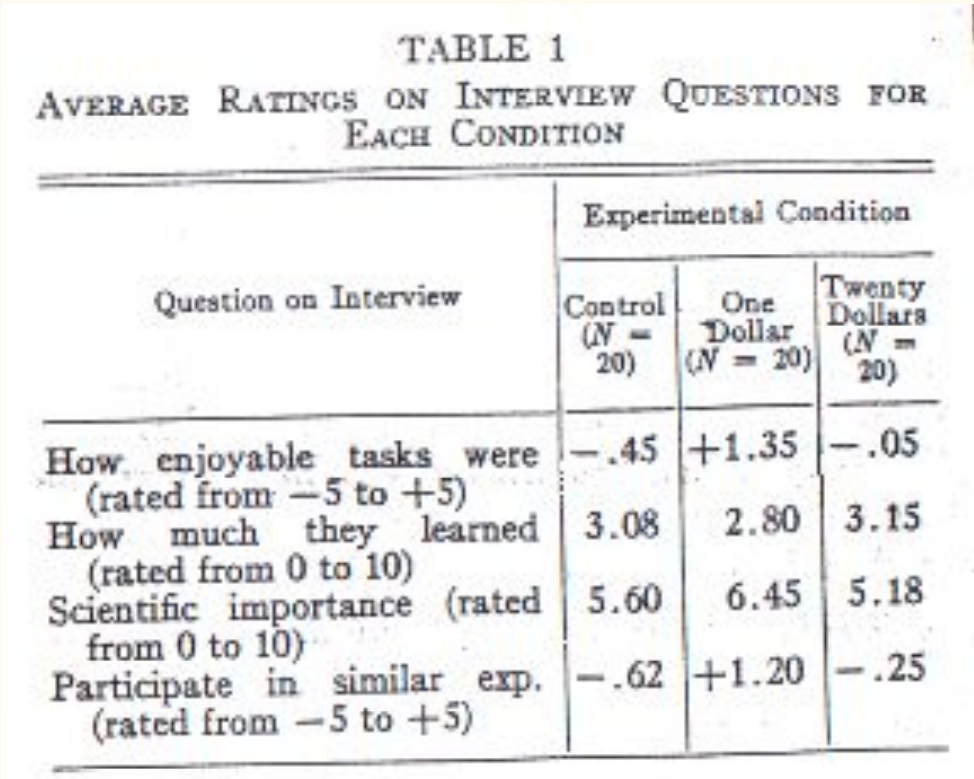 TABLE 1
AVERAGE RATINGS ON INTERVIEW QUESTIONS FOR
EACH CONDITION
Experimental Condition
Question on Interview
Control
(N =
20)
One
Dollar
(N = 20)
Twenty
Dollars
(N =
20)
How enjoyable tasks were -.45 +1.35 -.05
(rated from -5 to +5)
How much they learned 3.08 2.80 3.15
(rated from 0 to 10)
Scientific importance (rated 5.60 6.45 5.18
from 0 to 10)
Participate in similar exp. -.62 +1.20 -.25
(rated from -5 to +5)